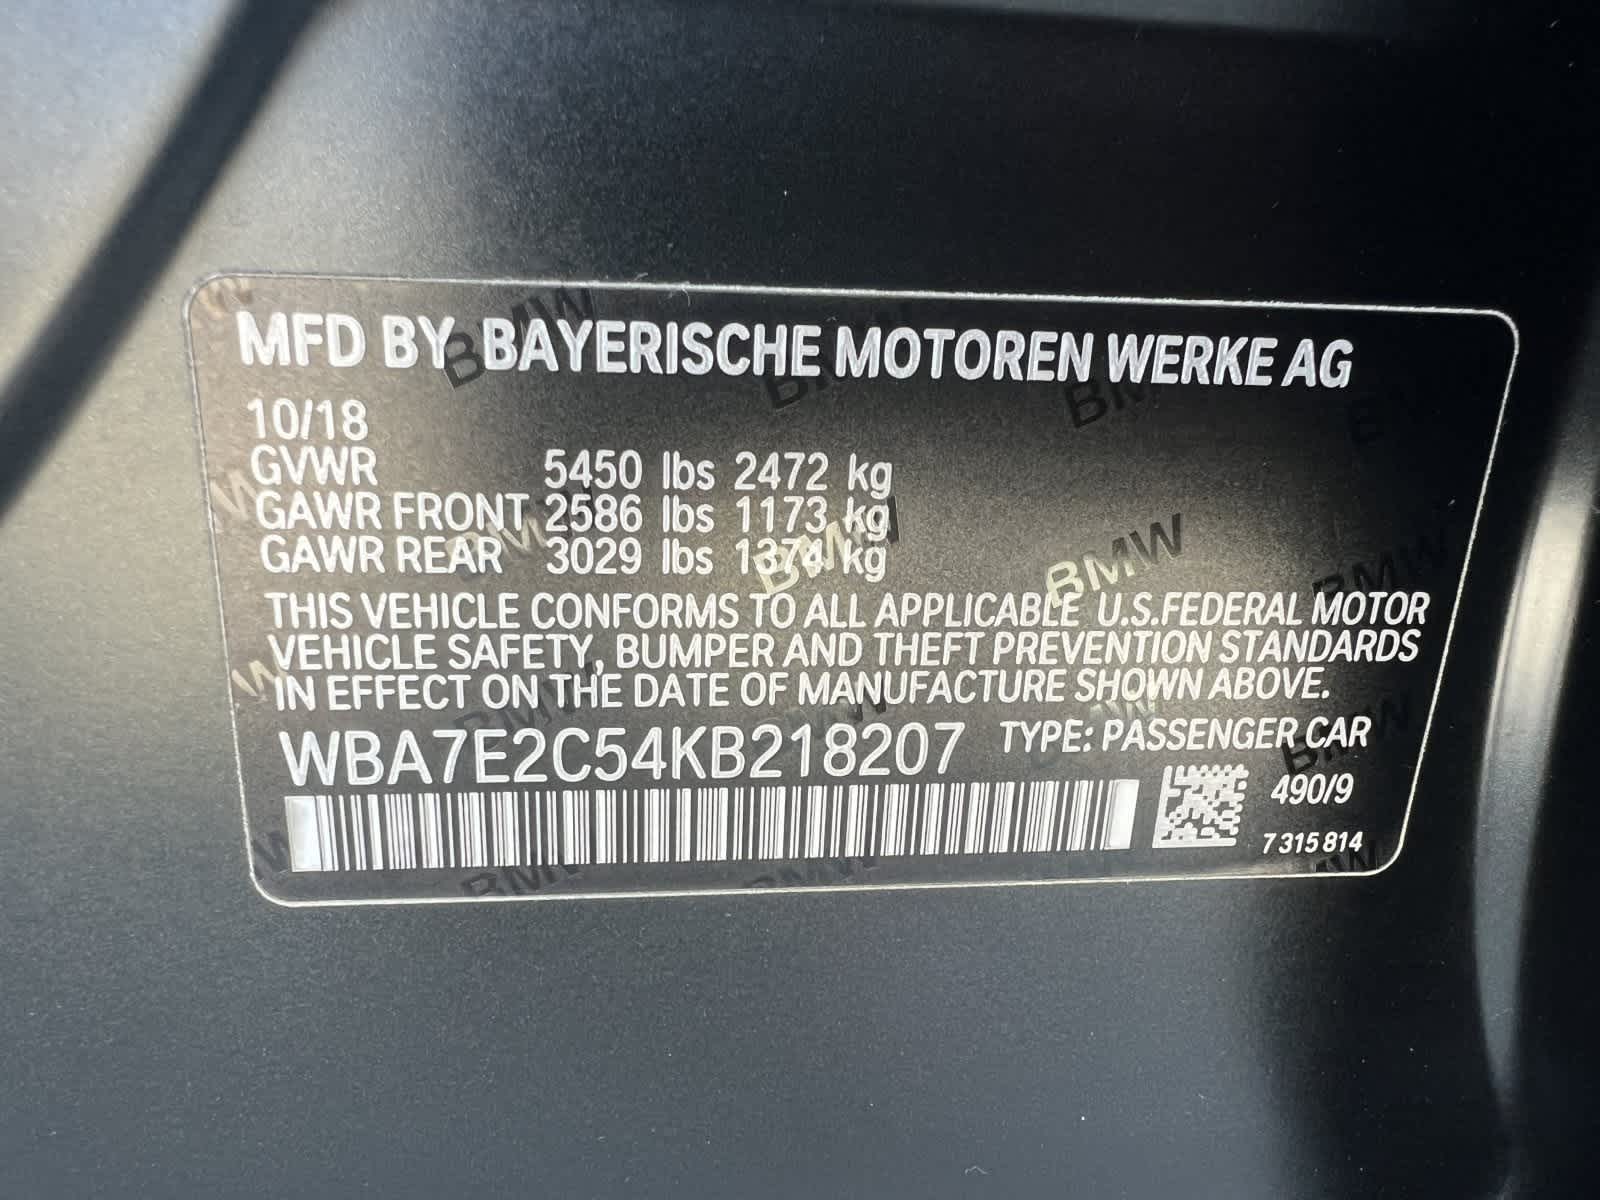 MFD BY BAYERISCHE MOTOREN WERKE AG
10/18
GVWR 5450 lbs 2472 kg
GAWR FRONT 2586 lbs 1173 kg
GAWR REAR 3029 lbs 1374 kg
THIS VEHICLE CONFORMS TO ALL APPLICABLE U.S.FEDERAL MOTOR
VEHICLE SAFETY, BUMPER AND THEFT PREVENTION STANDARDS
IN EFFECT ON THE DATE OF MANUFACTURE SHOWN ABOVE.
WBA7E2C54KB218207 TYPE: PASSENGER CAR
490/9
7 315 814